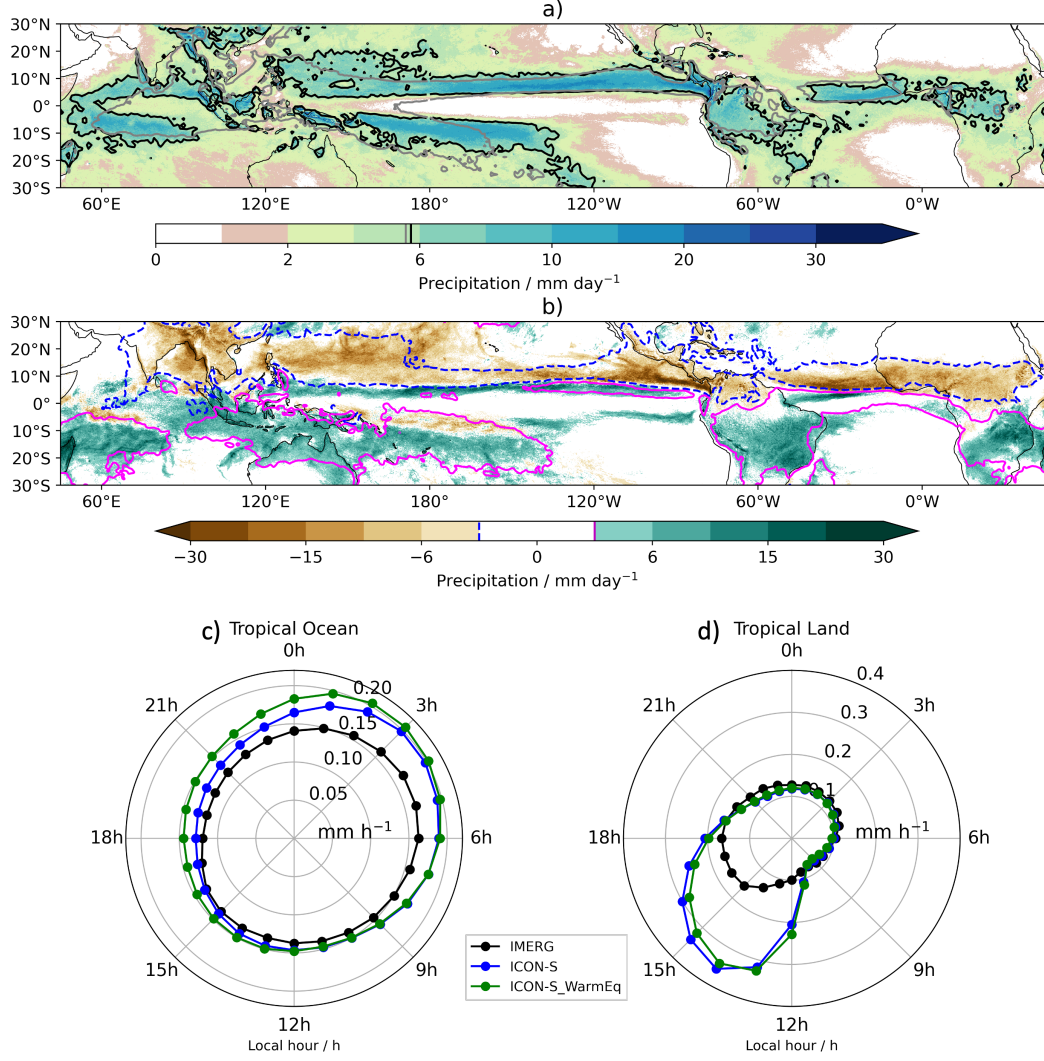 a)
30°N
20°N
10°N
0°
10°S
20°S
30°S
60°E 120°E 180° 120°W 60°W 0°W
0 2 6 10 20 30
Precipitation / mm day⁻¹
b)
30°N
20°N
10°N
0°
10°S
20°S
30°S
60°E 120°E 180° 120°W 60°W 0°W
−30 −15 −6 0 6 15 30
Precipitation / mm day⁻¹
c) Tropical Ocean
0h
21h 3h
0.20
0.15
0.10
0.05
mm h⁻¹
18h 6h
15h 9h
12h
Local hour / h
IMERG
ICON-S
ICON-S_WarmEq
d) Tropical Land
0h
21h 3h
0.4
0.3
0.2
0.1
mm h⁻¹
18h 6h
15h 9h
12h
Local hour / h